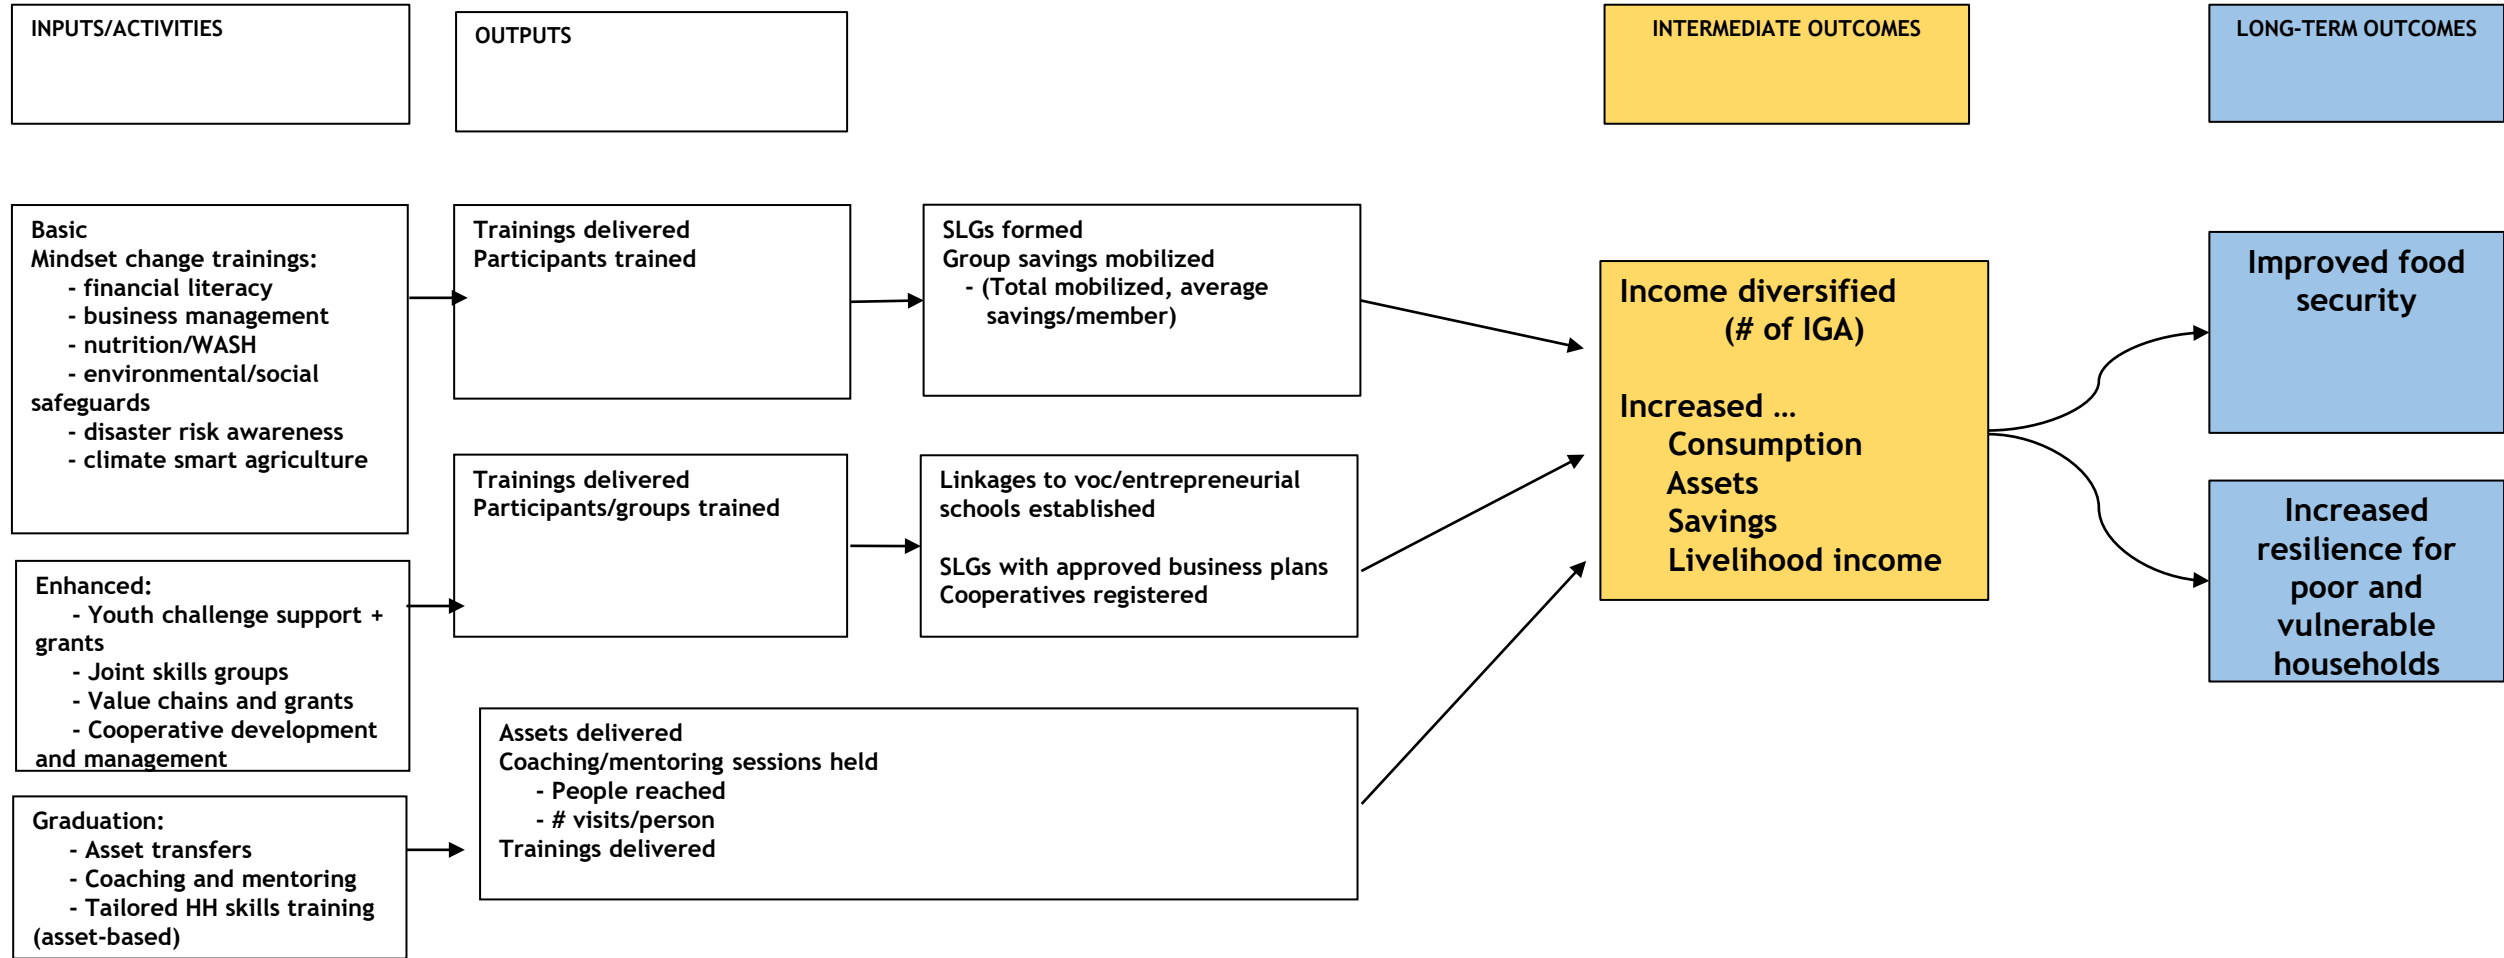 INPUTS/ACTIVITIES
OUTPUTS
INTERMEDIATE OUTCOMES
LONG-TERM OUTCOMES
Basic
Mindset change trainings:
- financial literacy
- business management
- nutrition/WASH
- environmental/social
safeguards
- disaster risk awareness
- climate smart agriculture
Trainings delivered
Participants trained
SLGs formed
Group savings mobilized
- (Total mobilized, average
savings/member)
Enhanced:
- Youth challenge support +
grants
- Joint skills groups
- Value chains and grants
- Cooperative development
and management
Trainings delivered
Participants/groups trained
Linkages to voc/entrepreneurial
schools established
SLGs with approved business plans
Cooperatives registered
Graduation:
- Asset transfers
- Coaching and mentoring
- Tailored HH skills training
(asset-based)
Assets delivered
Coaching/mentoring sessions held
- People reached
- # visits/person
Trainings delivered
Income diversified
(# of IGA)
Increased …
Consumption
Assets
Savings
Livelihood income
Improved food
security
Increased
resilience for
poor and
vulnerable
households